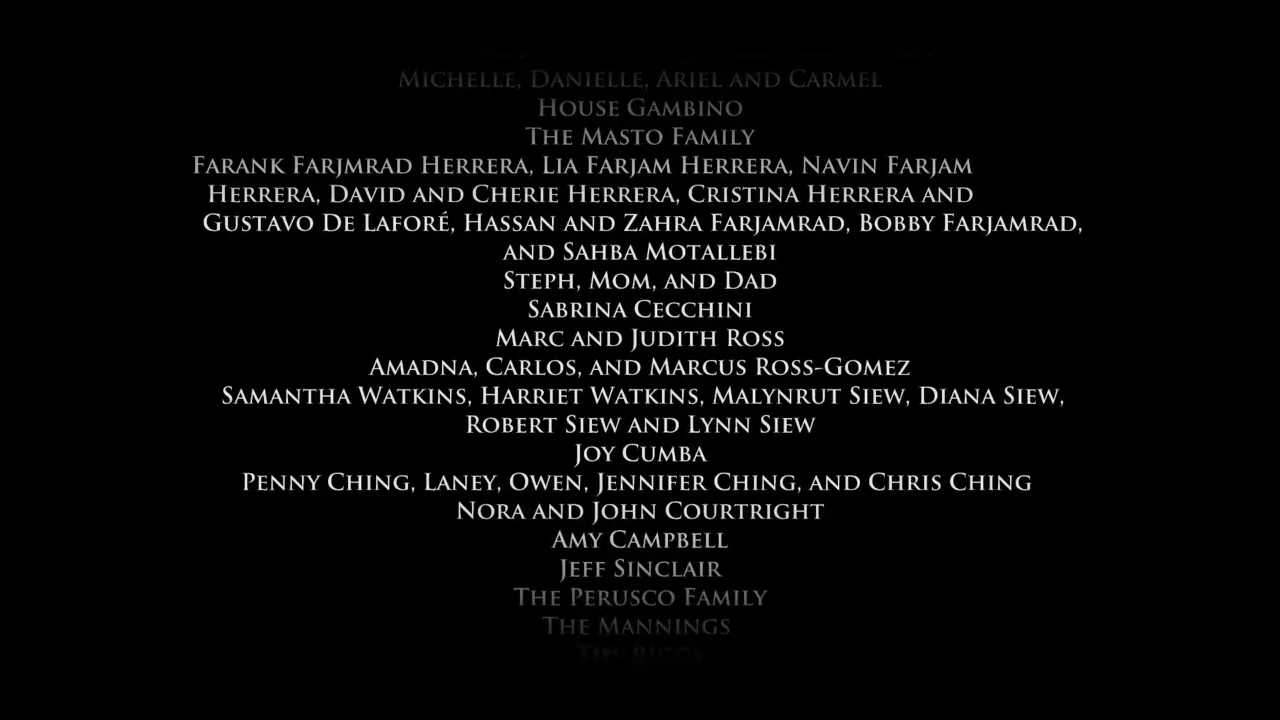 Michelle, Danielle, Ariel and Carmel
House Gambino
The Masto Family
Farank Farjmrad Herrera, Lia Farjam Herrera, Navin Farjam
Herrera, David and Cherie Herrera, Cristina Herrera and
Gustavo De Laforé, Hassan and Zahra Farjamrad, Bobby Farjamrad,
and Sahba Motallebi
Steph, Mom, and Dad
Sabrina Cecchini
Marc and Judith Ross
Amadna, Carlos, and Marcus Ross-Gomez
Samantha Watkins, Harriet Watkins, Malynrut Siew, Diana Siew,
Robert Siew and Lynn Siew
Joy Cumba
Penny Ching, Laney, Owen, Jennifer Ching, and Chris Ching
Nora and John Courtright
Amy Campbell
Jeff Sinclair
The Perusco Family
The Mannings
The